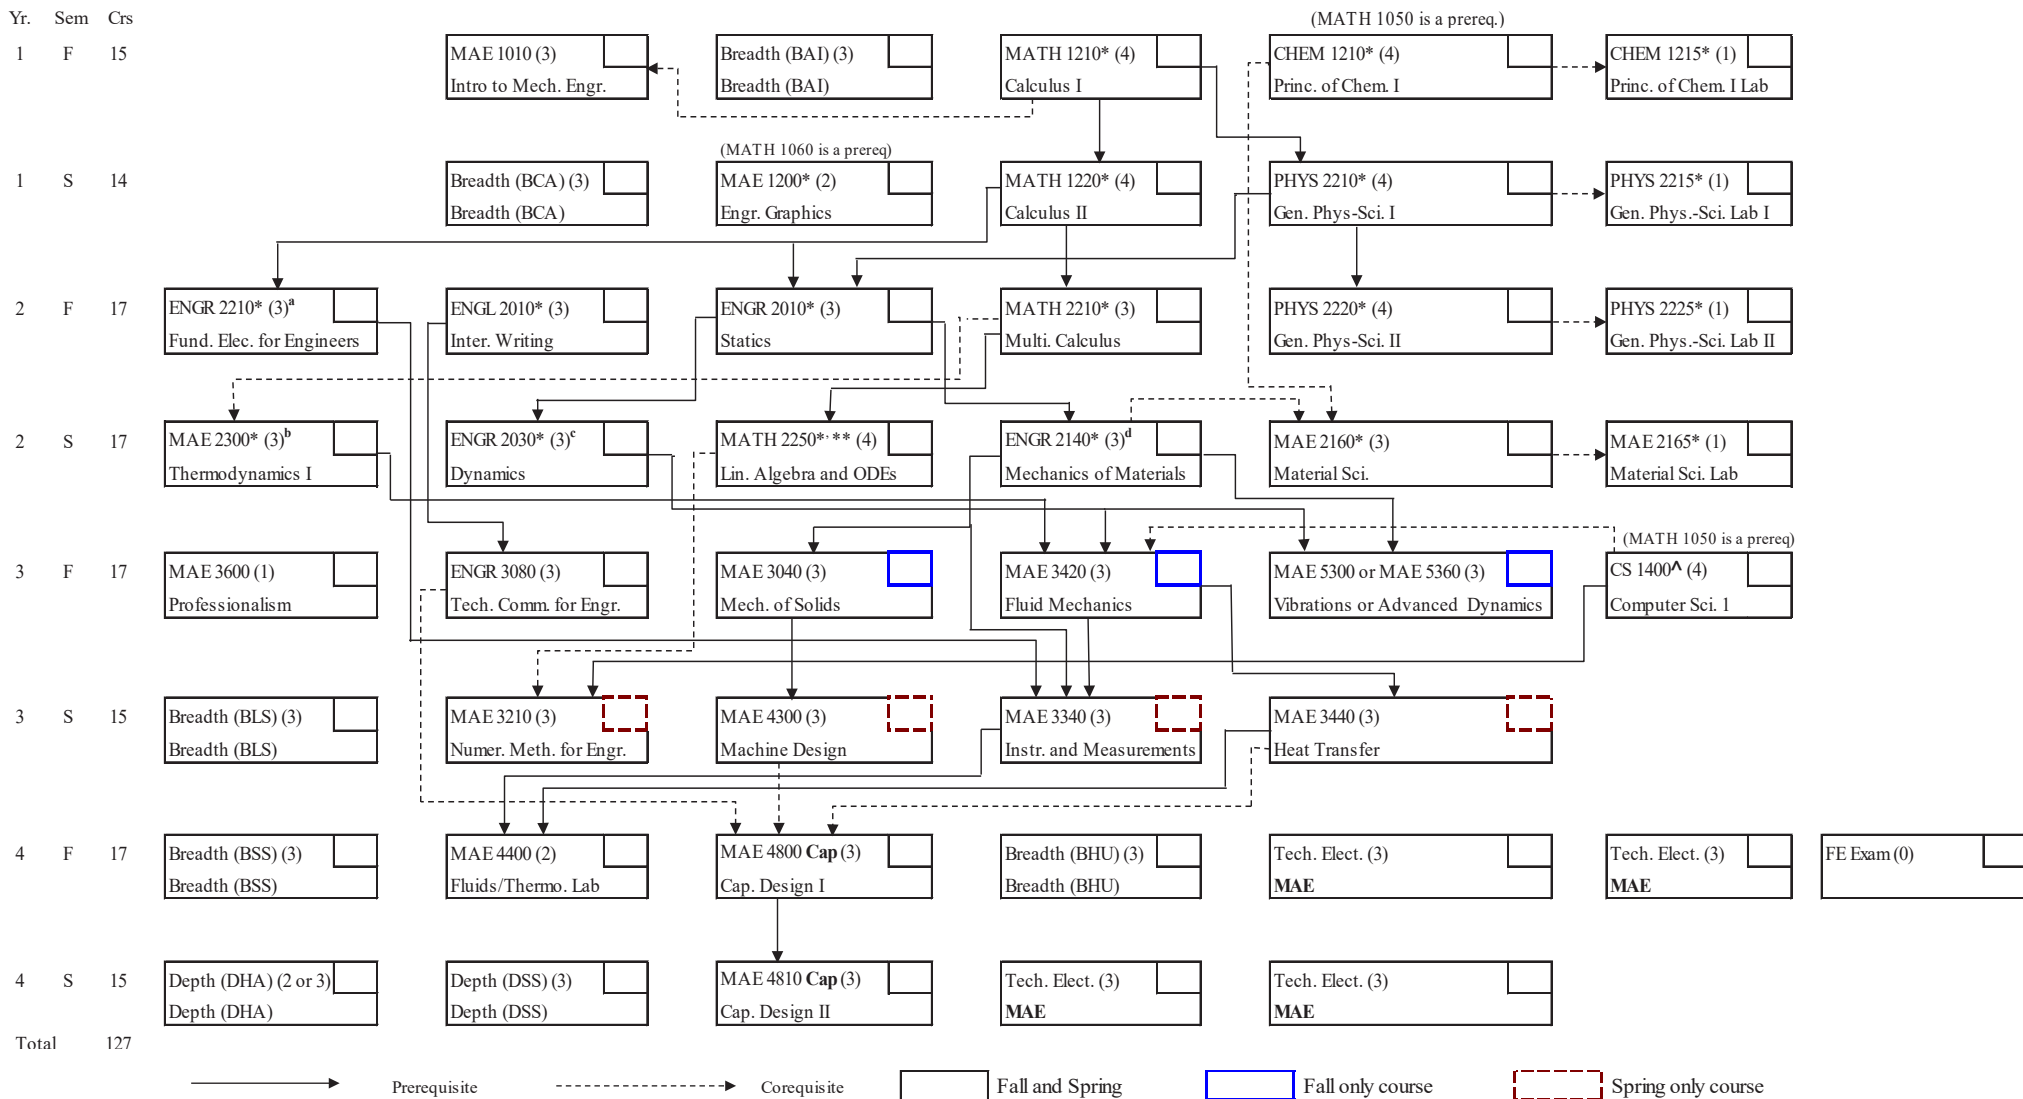 Yr. Sem Crs
(MATH 1050 is a prereq.)
1 F 15
MAE 1010 (3)
Intro to Mech. Engr.
Breadth (BAI) (3)
Breadth (BAI)
MATH 1210* (4)
Calculus I
CHEM 1210* (4)
Princ. of Chem. I
CHEM 1215* (1)
Princ. of Chem. I Lab
(MATH 1060 is a prereq)
1 S 14
Breadth (BCA) (3)
Breadth (BCA)
MAE 1200* (2)
Engr. Graphics
MATH 1220* (4)
Calculus II
PHYS 2210* (4)
Gen. Phys-Sci. I
PHYS 2215* (1)
Gen. Phys.-Sci. Lab I
2 F 17
ENGR 2210* (3)a
Fund. Elec. for Engineers
ENGL 2010* (3)
Inter. Writing
ENGR 2010* (3)
Statics
MATH 2210* (3)
Multi. Calculus
PHYS 2220* (4)
Gen. Phys-Sci. II
PHYS 2225* (1)
Gen. Phys.-Sci. Lab II
2 S 17
MAE 2300* (3)b
Thermodynamics I
ENGR 2030* (3)c
Dynamics
MATH 2250*,** (4)
Lin. Algebra and ODEs
ENGR 2140* (3)d
Mechanics of Materials
MAE 2160* (3)
Material Sci.
MAE 2165* (1)
Material Sci. Lab
(MATH 1050 is a prereq)
3 F 17
MAE 3600 (1)
Professionalism
ENGR 3080 (3)
Tech. Comm. for Engr.
MAE 3040 (3)
Mech. of Solids
MAE 3420 (3)
Fluid Mechanics
MAE 5300 or MAE 5360 (3)
Vibrations or Advanced Dynamics
CS 1400^ (4)
Computer Sci. 1
3 S 15
Breadth (BLS) (3)
Breadth (BLS)
MAE 3210 (3)
Numer. Meth. for Engr.
MAE 4300 (3)
Machine Design
MAE 3340 (3)
Instr. and Measurements
MAE 3440 (3)
Heat Transfer
4 F 17
Breadth (BSS) (3)
Breadth (BSS)
MAE 4400 (2)
Fluids/Thermo. Lab
MAE 4800 Cap (3)
Cap. Design I
Breadth (BHU) (3)
Breadth (BHU)
Tech. Elect. (3)
MAE
Tech. Elect. (3)
MAE
FE Exam (0)
4 S 15
Depth (DHA) (2 or 3)
Depth (DHA)
Depth (DSS) (3)
Depth (DSS)
MAE 4810 Cap (3)
Cap. Design II
Tech. Elect. (3)
MAE
Tech. Elect. (3)
MAE
Total 127
Prerequisite
Corequisite
Fall and Spring
Fall only course
Spring only course